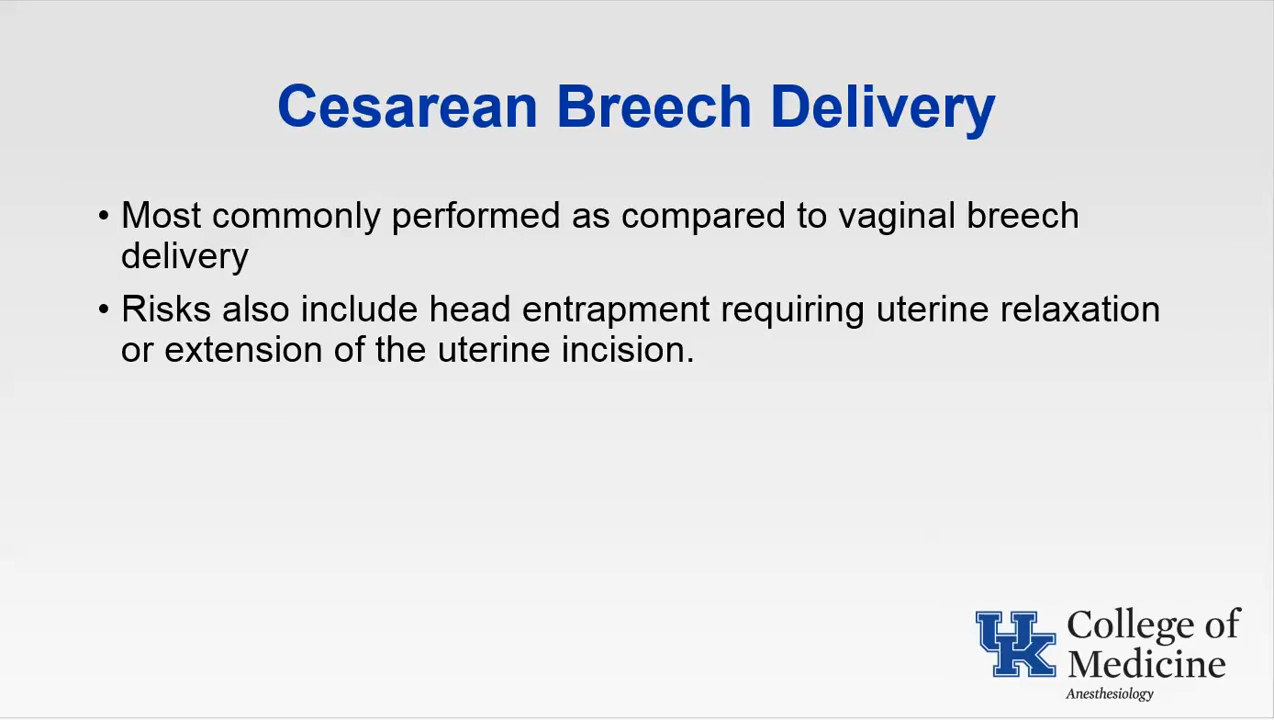 Cesarean Breech Delivery
• Most commonly performed as compared to vaginal breech
delivery
• Risks also include head entrapment requiring uterine relaxation
or extension of the uterine incision.
UK
College of
Medicine
Anesthesiology